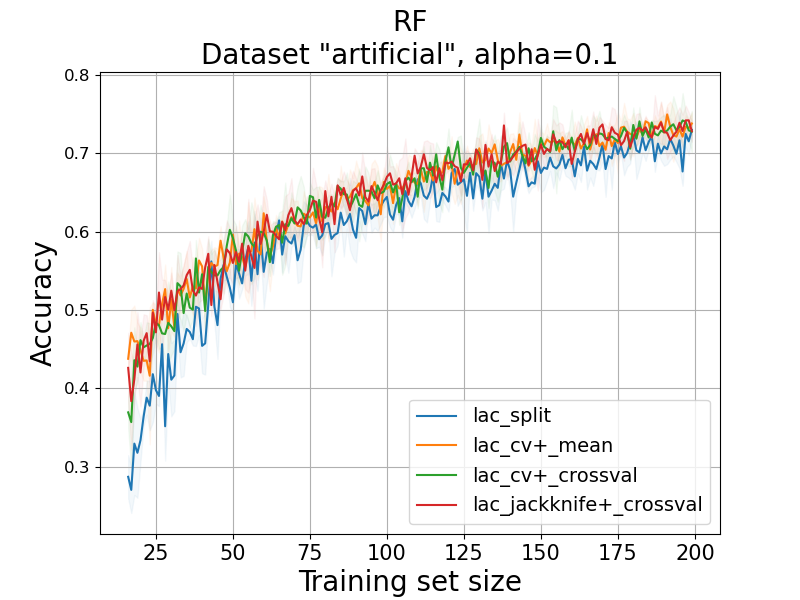 RF
Dataset "artificial", alpha=0.1
Accuracy
0.8
0.7
0.6
0.5
0.4
0.3
lac_split
lac_cv+_mean
lac_cv+_crossval
lac_jackknife+_crossval
25 50 75 100 125 150 175 200
Training set size